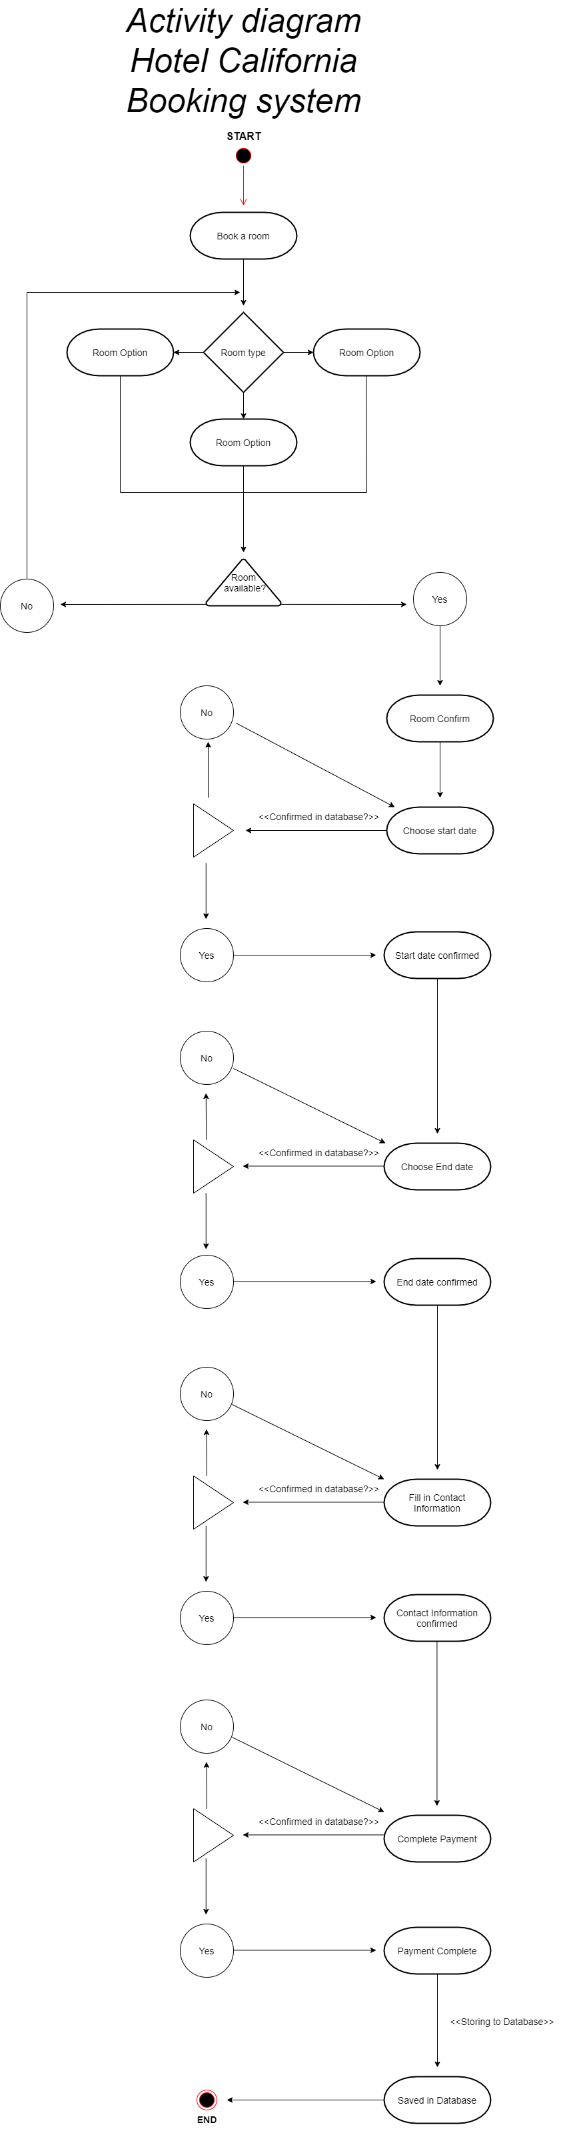 Activity diagram
Hotel California
Booking system
START
Book a room
Room Option
Room type
Room Option
Room Option
Room
available?
No
Yes
Room Confirm
No
<<Confirmed in database?>>
Choose start date
Yes
Start date confirmed
No
<<Confirmed in database?>>
Choose End date
Yes
End date confirmed
No
<<Confirmed in database?>>
Fill in Contact
Information
Yes
Contact Information
confirmed
No
<<Confirmed in database?>>
Complete Payment
Yes
Payment Complete
<<Storing to Database>>
Saved in Database
END